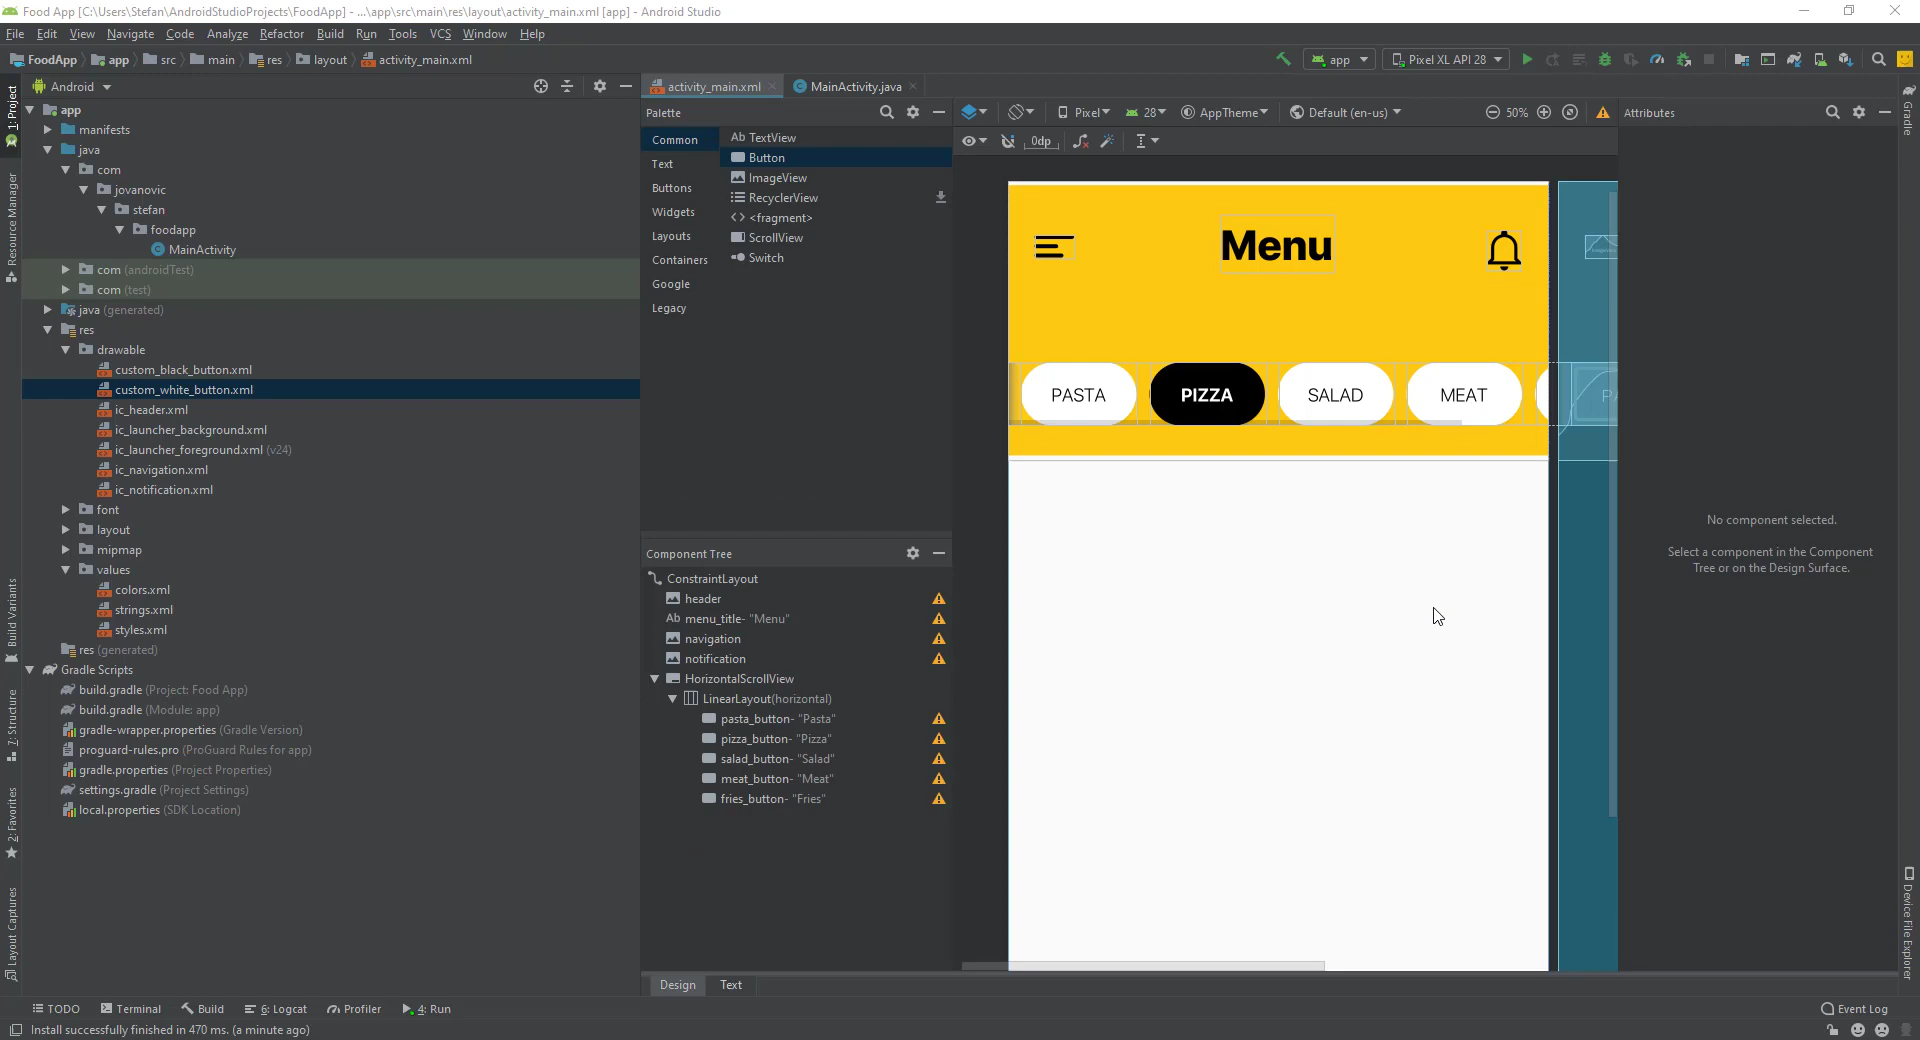 Food App [C:\Users\Stefan\AndroidStudioProjects\FoodApp] - ...\app\src\main\res\layout\activity_main.xml [app] - Android Studio
File Edit View Navigate Code Analyze Refactor Build Run Tools VCS Window Help
FoodApp app src main res layout activity_main.xml
app Pixel XL API 28
Android
activity_main.xml MainActivity.java
1: Project
Resource Manager
Build Variants
7: Structure
2: Favorites
Layout Captures
app
manifests
java
com
jovanovic
stefan
foodapp
MainActivity
com (androidTest)
com (test)
java (generated)
res
drawable
custom_black_button.xml
custom_white_button.xml
ic_header.xml
ic_launcher_background.xml
ic_launcher_foreground.xml (v24)
ic_navigation.xml
ic_notification.xml
font
layout
mipmap
values
colors.xml
strings.xml
styles.xml
res (generated)
Gradle Scripts
build.gradle (Project: Food App)
build.gradle (Module: app)
gradle-wrapper.properties (Gradle Version)
proguard-rules.pro (ProGuard Rules for app)
gradle.properties (Project Properties)
settings.gradle (Project Settings)
local.properties (SDK Location)
Palette
Common
Text
Buttons
Widgets
Layouts
Containers
Google
Legacy
Ab TextView
Button
ImageView
RecyclerView
<fragment>
ScrollView
Switch
Component Tree
ConstraintLayout
header
Ab menu_title- "Menu"
navigation
notification
HorizontalScrollView
LinearLayout(horizontal)
pasta_button- "Pasta"
pizza_button- "Pizza"
salad_button- "Salad"
meat_button- "Meat"
fries_button- "Fries"
Pixel 28 AppTheme Default (en-us) 50%
0dp
Menu
PASTA PIZZA SALAD MEAT
Attributes
No component selected.
Select a component in the Component
Tree or on the Design Surface.
Gradle
Device File Explorer
Design Text
TODO Terminal Build 6: Logcat Profiler 4: Run Event Log
Install successfully finished in 470 ms. (a minute ago)